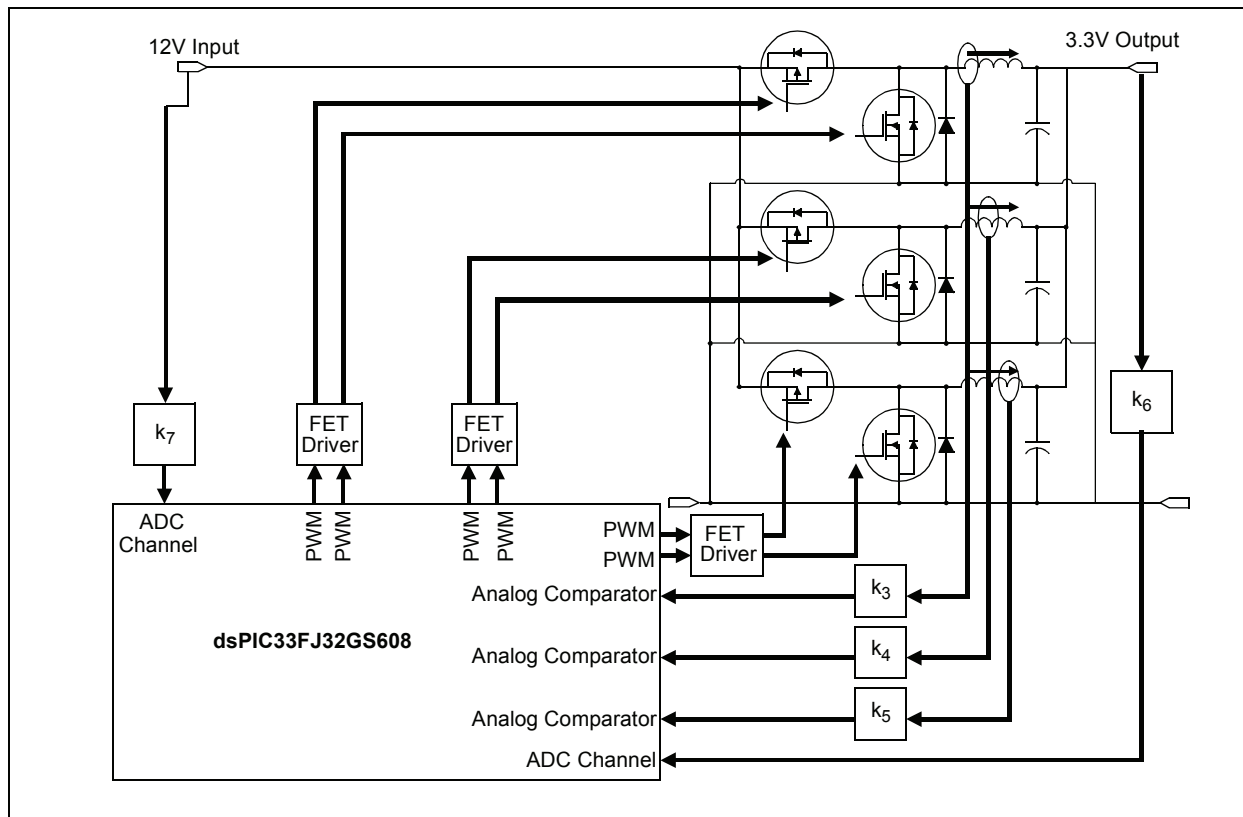 12V Input
3.3V Output
k7
FET
Driver
FET
Driver
k6
ADC
Channel
PWM
PWM
PWM
PWM
PWM
PWM
FET
Driver
Analog Comparator
k3
dsPIC33FJ32GS608
Analog Comparator
k4
Analog Comparator
k5
ADC Channel